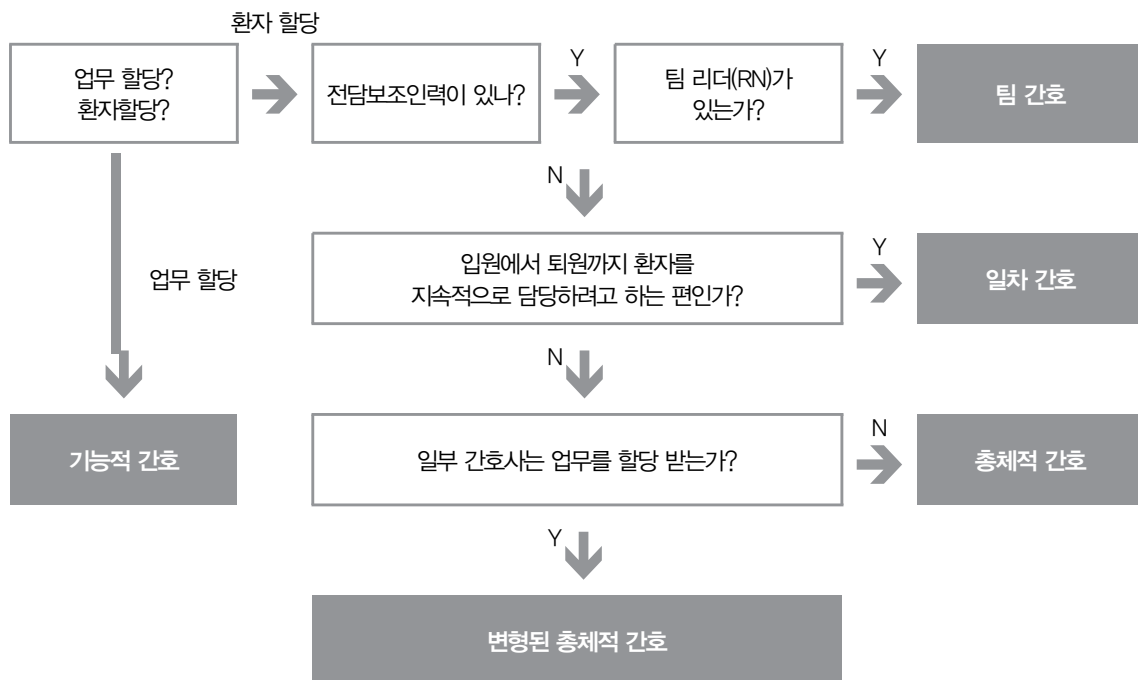 환자 할당
업무 할당?
환자할당?
전담보조인력이 있나?
Y
팀 리더(RN)가
있는가?
Y
팀 간호
N
업무 할당
입원에서 퇴원까지 환자를
지속적으로 담당하려고 하는 편인가?
Y
일차 간호
N
기능적 간호
일부 간호사는 업무를 할당 받는가?
N
총체적 간호
Y
변형된 총체적 간호